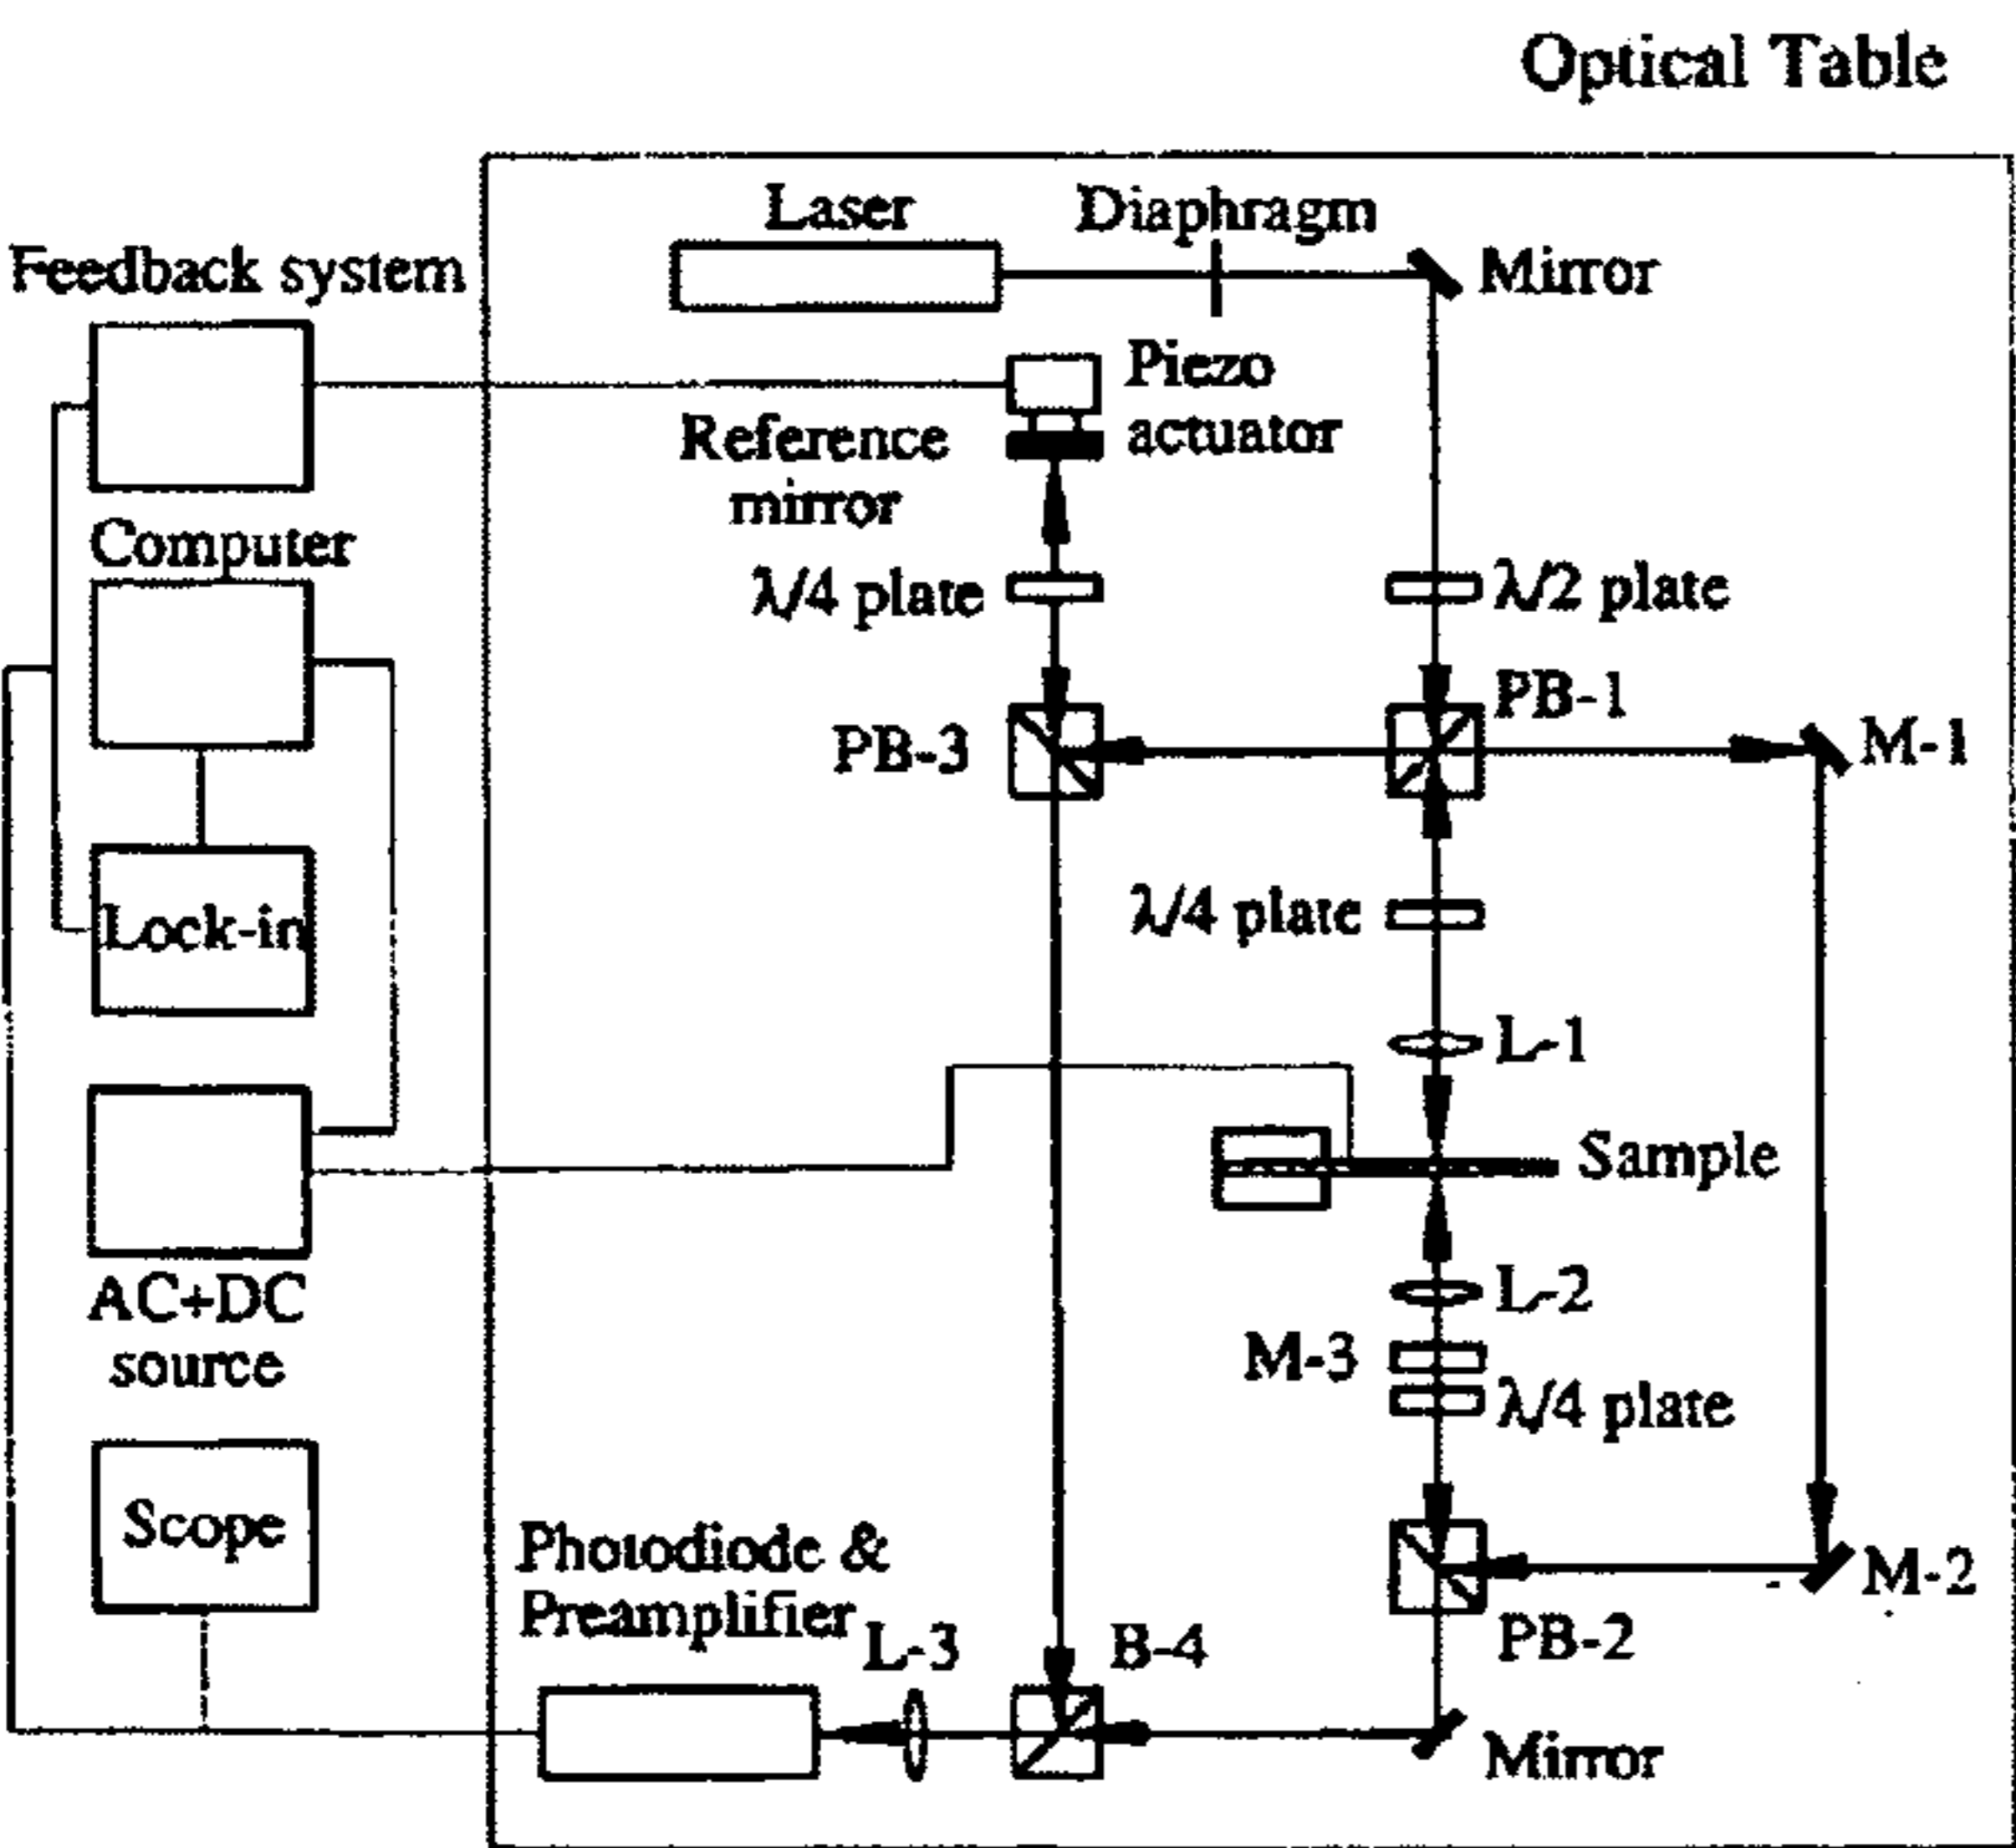 Optical Table
Laser
Diaphragm
Mirror
Feedback system
Piezo
actuator
Reference
mirror
Computer
λ/4 plate
λ/2 plate
PB-1
PB-3
M-1
λ/4 plate
Lock-in
L-1
Sample
L-2
AC+DC
source
M-3
λ/4 plate
Scope
Photodiode &
Preamplifier
M-2
PB-2
L-3
B-4
Mirror